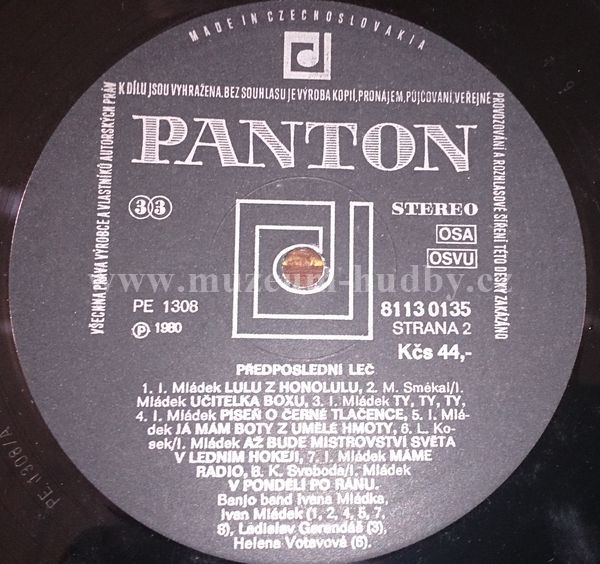 MADE IN CZECHOSLOVAKIA
VŠECHNA PRÁVA VÝROBCE A VLASTNÍKŮ AUTORSKÝCH PRÁV
K DÍLU JSOU VYHRAŽENA. BEZ SOUHLASU JE VÝROBA KOPIÍ, PRONÁJEM, PŮJČOVÁNÍ, VEŘEJNÉ
PROVOZOVÁNÍ A ROZHLASOVÉ ŠÍŘENÍ TÉTO DESKY ZAKÁZÁNO
PANTON
33
STEREO
OSA
OSVU
www.muzeum-hudby.cz
PE 1308
Ⓟ 1980
8113 0135
STRANA 2
Kčs 44,-
PŘEDPOSLEDNÍ LEČ
1. I. Mládek LULU Z HONOLULU, 2. M. Smékal/I.
Mládek UČITELKA BOXU, 3. I. Mládek TY, TY, TY,
4. I. Mládek PÍSEŇ O ČERNÉ TLAČENCE, 5. I. Mlá-
dek JÁ MÁM BOTY Z UMĚLÉ HMOTY, 6. L. Ko-
sek/I. Mládek AŽ BUDE MISTROVSTVÍ SVĚTA
V LEDNÍM HOKEJI, 7. I. Mládek MÁME
RADIO, 8. K. Svoboda/I. Mládek
V PONDĚLÍ PO RÁNU.
Banjo band Ivana Mládka,
Ivan Mládek (1, 2, 4, 5, 7,
8), Ladislav Gerendáš (3),
Helena Votavová (6).
PE 1308/A